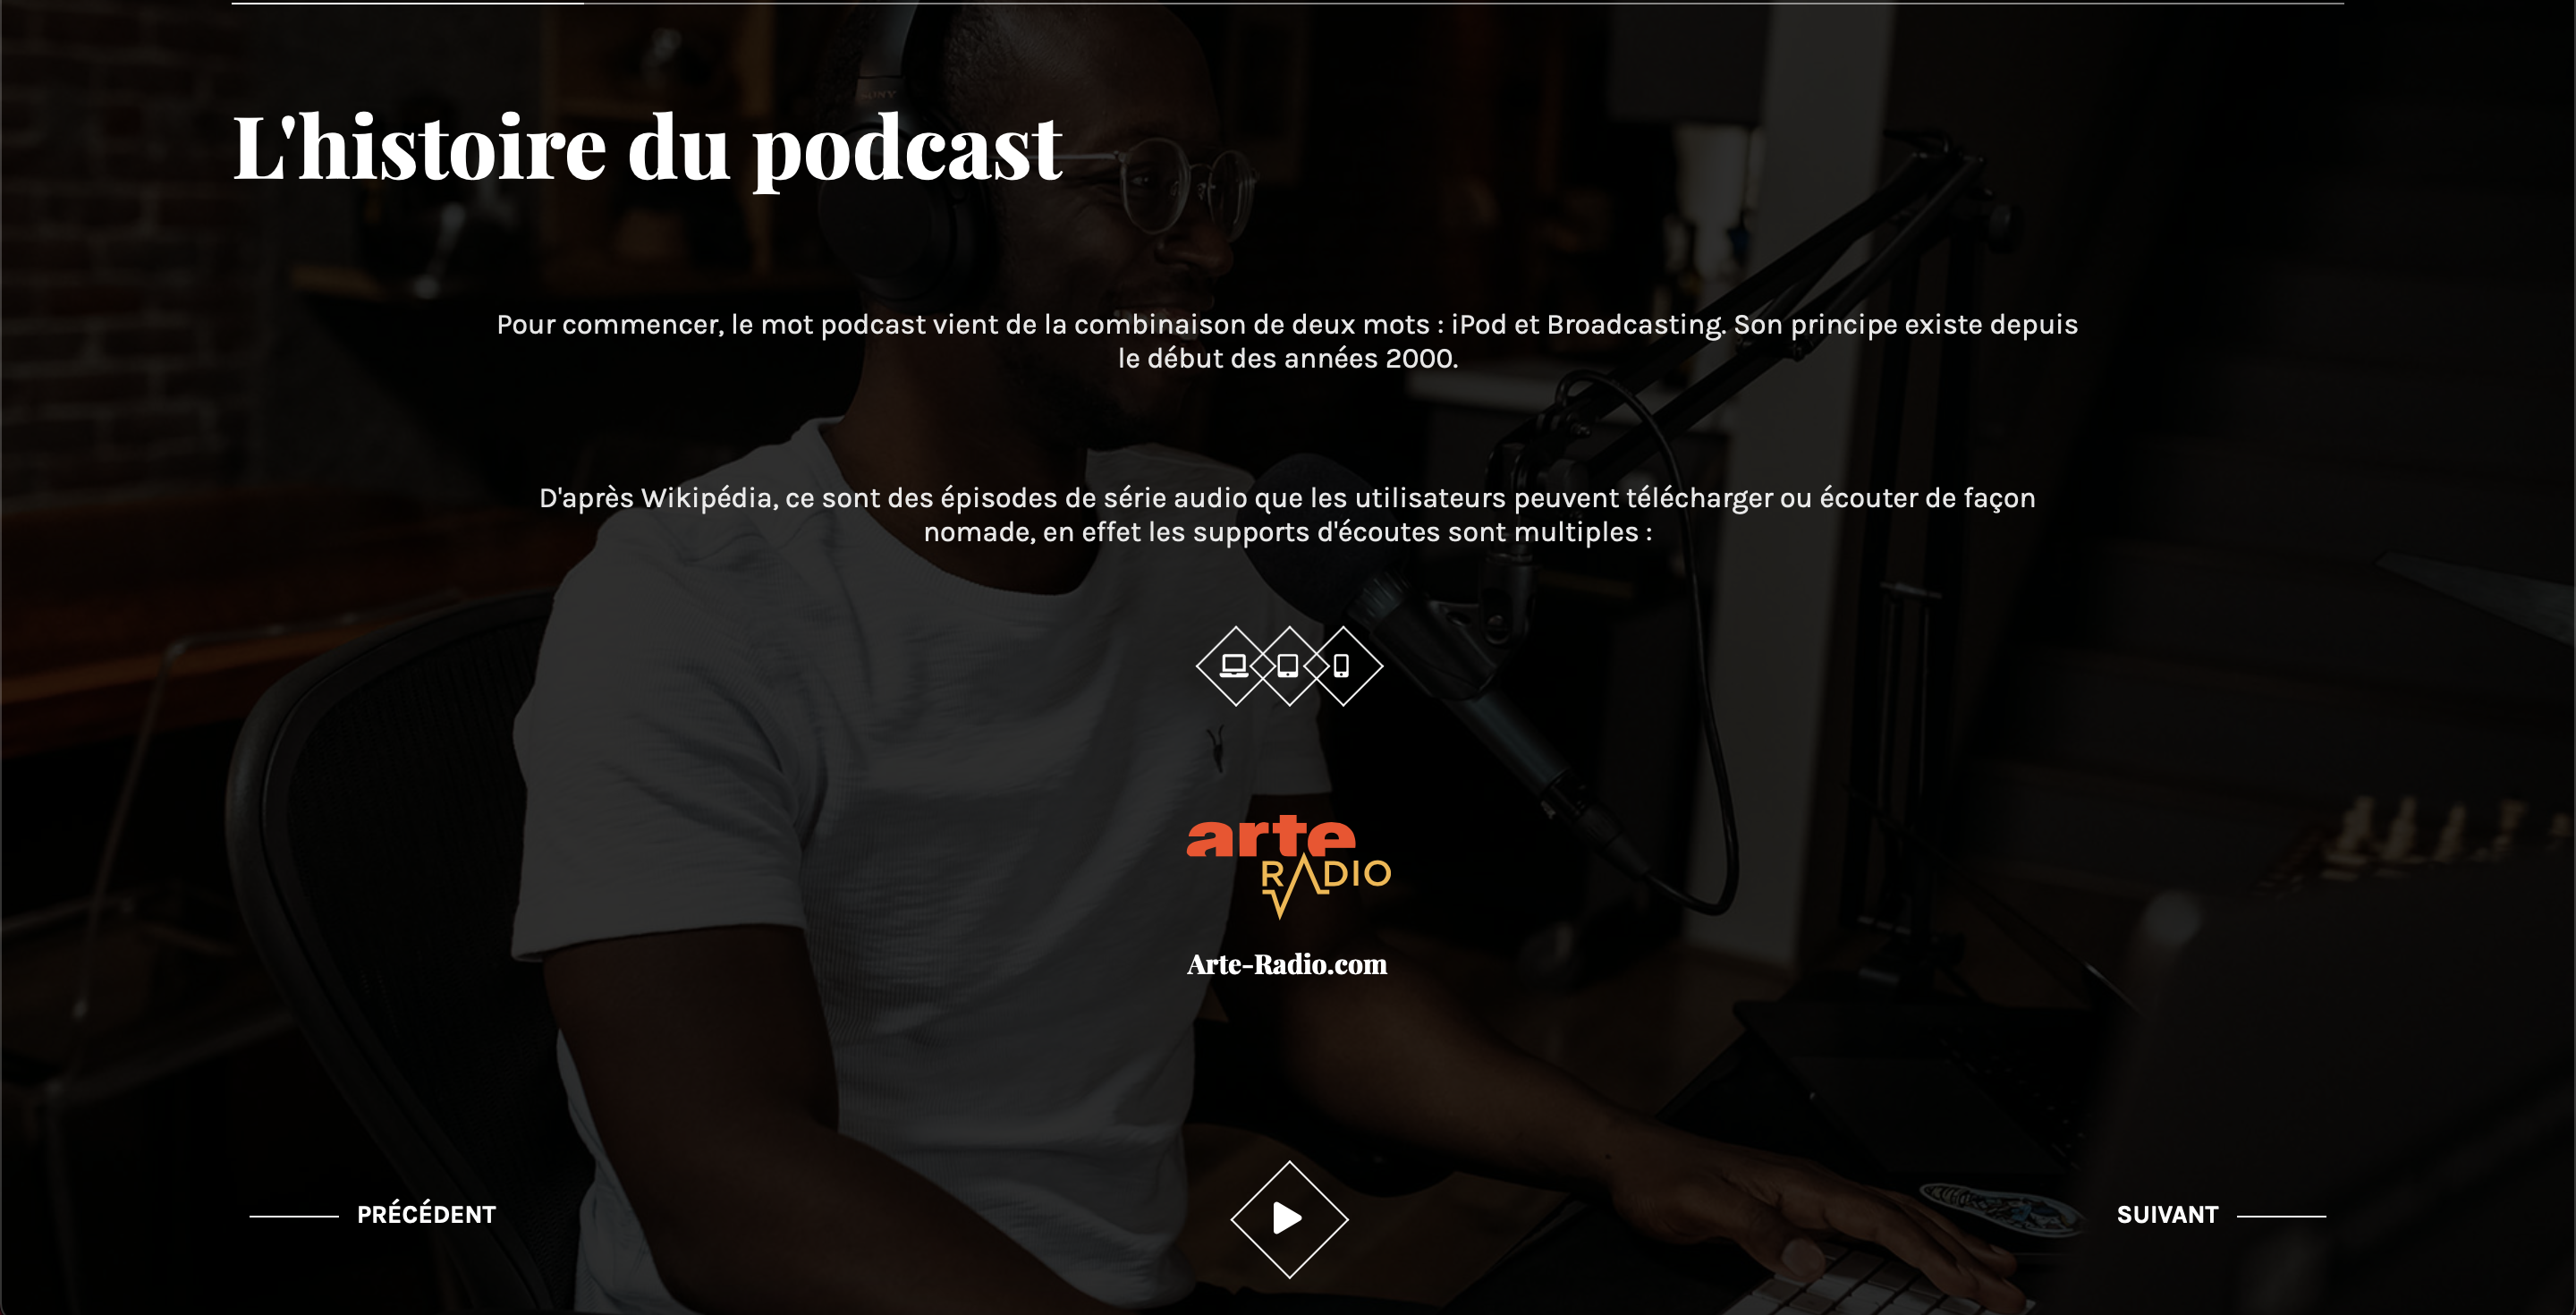 SONY
L'histoire du podcast
Pour commencer, le mot podcast vient de la combinaison de deux mots : iPod et Broadcasting. Son principe existe depuis
le début des années 2000.
D'après Wikipédia, ce sont des épisodes de série audio que les utilisateurs peuvent télécharger ou écouter de façon
nomade, en effet les supports d'écoutes sont multiples :
arte
RADIO
Arte-Radio.com
PRÉCÉDENT
SUIVANT